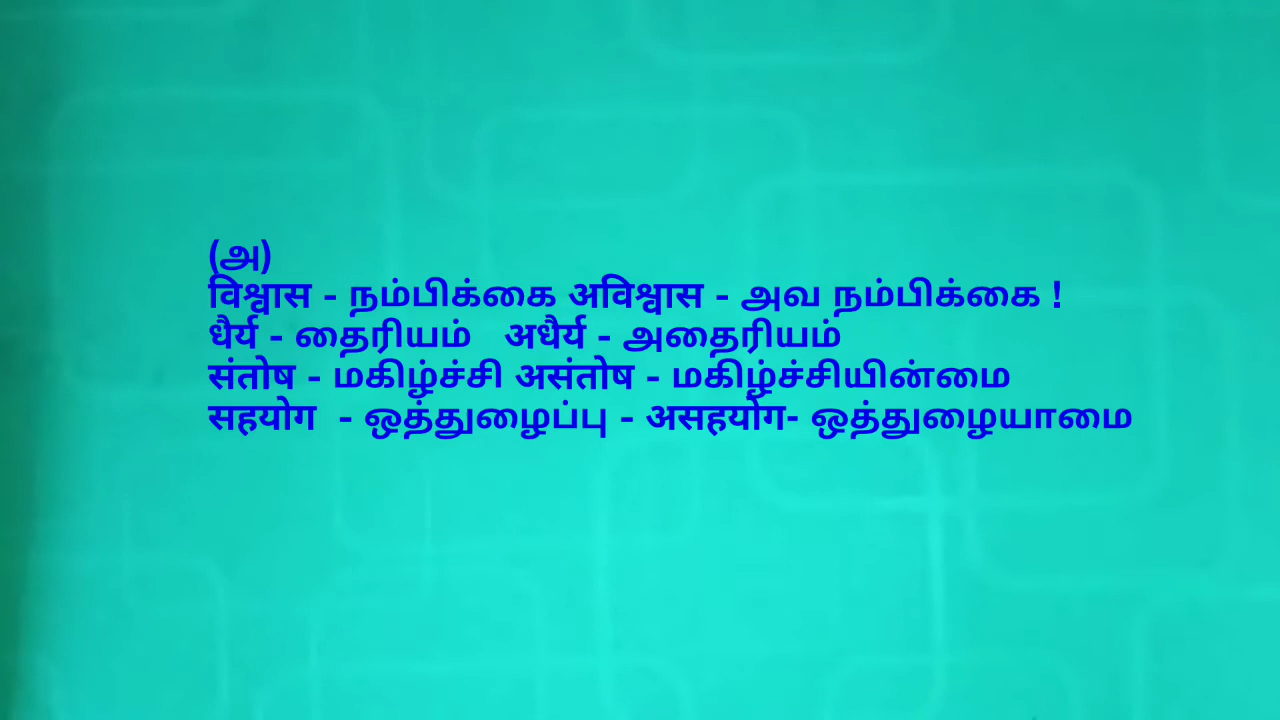 (அ)
विश्वास - நம்பிக்கை अविश्वास - அவ நம்பிக்கை !
धैर्य - தைரியம் अधैर्य - அதைரியம்
संतोष - மகிழ்ச்சி असंतोष - மகிழ்ச்சியின்மை
सहयोग - ஒத்துழைப்பு - असहयोग- ஒத்துழையாமை